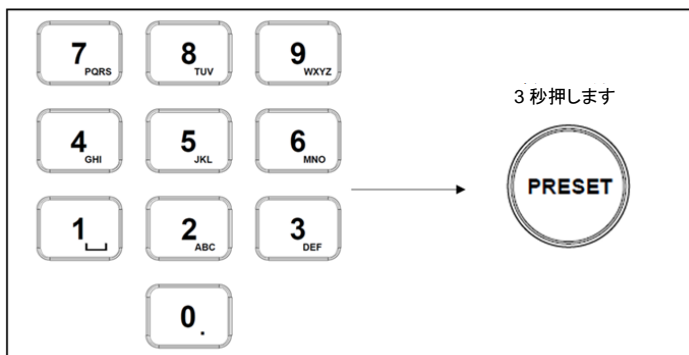 7 PQRS 8 TUV 9 WXYZ
3 秒押します
4 GHI 5 JKL 6 MNO
PRESET
1 2 ABC 3 DEF
0 .